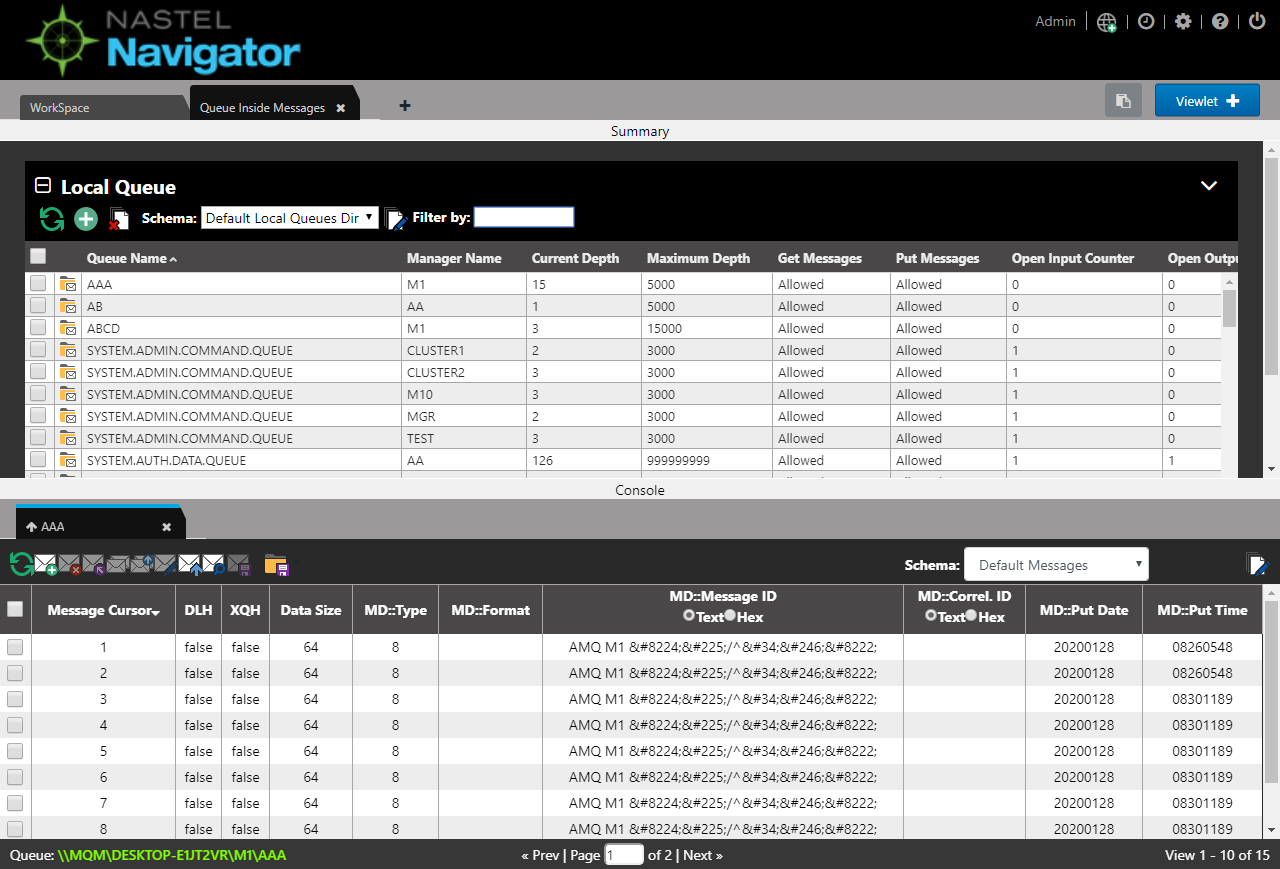 NASTEL
Navigator
Admin
WorkSpace
Queue Inside Messages
Viewlet
Summary
Local Queue
Schema: Default Local Queues Dir Filter by:
Queue Name Manager Name Current Depth Maximum Depth Get Messages Put Messages Open Input Counter Open Outpu
AAA M1 15 5000 Allowed Allowed 0 0
AB AA 1 5000 Allowed Allowed 0 0
ABCD M1 3 15000 Allowed Allowed 0 0
SYSTEM.ADMIN.COMMAND.QUEUE CLUSTER1 2 3000 Allowed Allowed 1 0
SYSTEM.ADMIN.COMMAND.QUEUE CLUSTER2 3 3000 Allowed Allowed 1 0
SYSTEM.ADMIN.COMMAND.QUEUE M10 3 3000 Allowed Allowed 1 0
SYSTEM.ADMIN.COMMAND.QUEUE MGR 2 3000 Allowed Allowed 1 0
SYSTEM.ADMIN.COMMAND.QUEUE TEST 3 3000 Allowed Allowed 1 0
SYSTEM.AUTH.DATA.QUEUE AA 126 999999999 Allowed Allowed 1 1
Console
AAA
Schema: Default Messages
Message Cursor DLH XQH Data Size MD::Type MD::Format MD::Message ID MD::Correl. ID MD::Put Date MD::Put Time
Text Hex Text Hex
1 false false 64 8 AMQ M1 &#8224;&#225;/^&#34;&#246;&#8222; 20200128 08260548
2 false false 64 8 AMQ M1 &#8224;&#225;/^&#34;&#246;&#8222; 20200128 08260548
3 false false 64 8 AMQ M1 &#8224;&#225;/^&#34;&#246;&#8222; 20200128 08301189
4 false false 64 8 AMQ M1 &#8224;&#225;/^&#34;&#246;&#8222; 20200128 08301189
5 false false 64 8 AMQ M1 &#8224;&#225;/^&#34;&#246;&#8222; 20200128 08301189
6 false false 64 8 AMQ M1 &#8224;&#225;/^&#34;&#246;&#8222; 20200128 08301189
7 false false 64 8 AMQ M1 &#8224;&#225;/^&#34;&#246;&#8222; 20200128 08301189
8 false false 64 8 AMQ M1 &#8224;&#225;/^&#34;&#246;&#8222; 20200128 08301189
Queue: \\MQM\DESKTOP-E1JT2VR\M1\AAA « Prev | Page 1 of 2 | Next » View 1 - 10 of 15